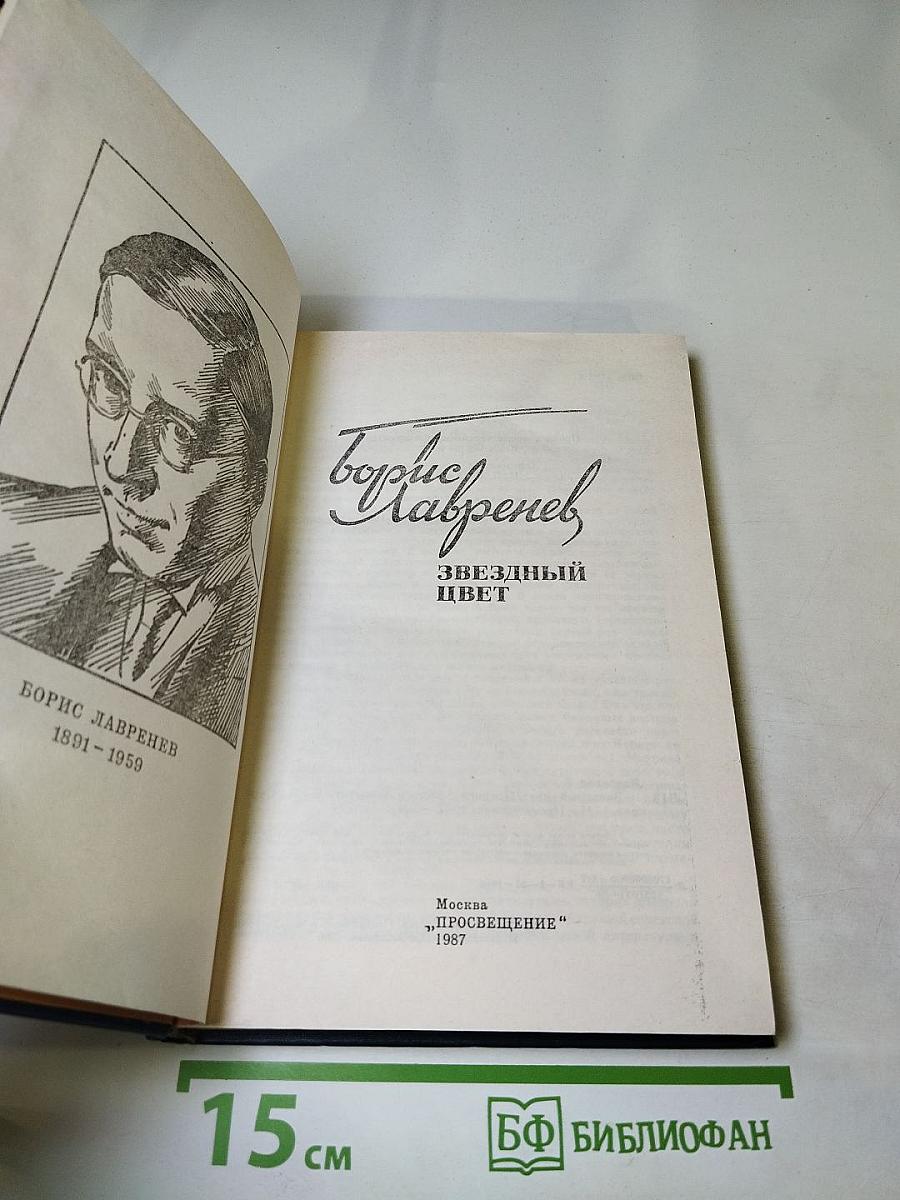 БОРИС ЛАВРЕНЕВ
1891–1959
Борис
Лавренев
ЗВЕЗДНЫЙ
ЦВЕТ
Москва
„ПРОСВЕЩЕНИЕ“
1987
15 см
БФ БИБЛИОФАН